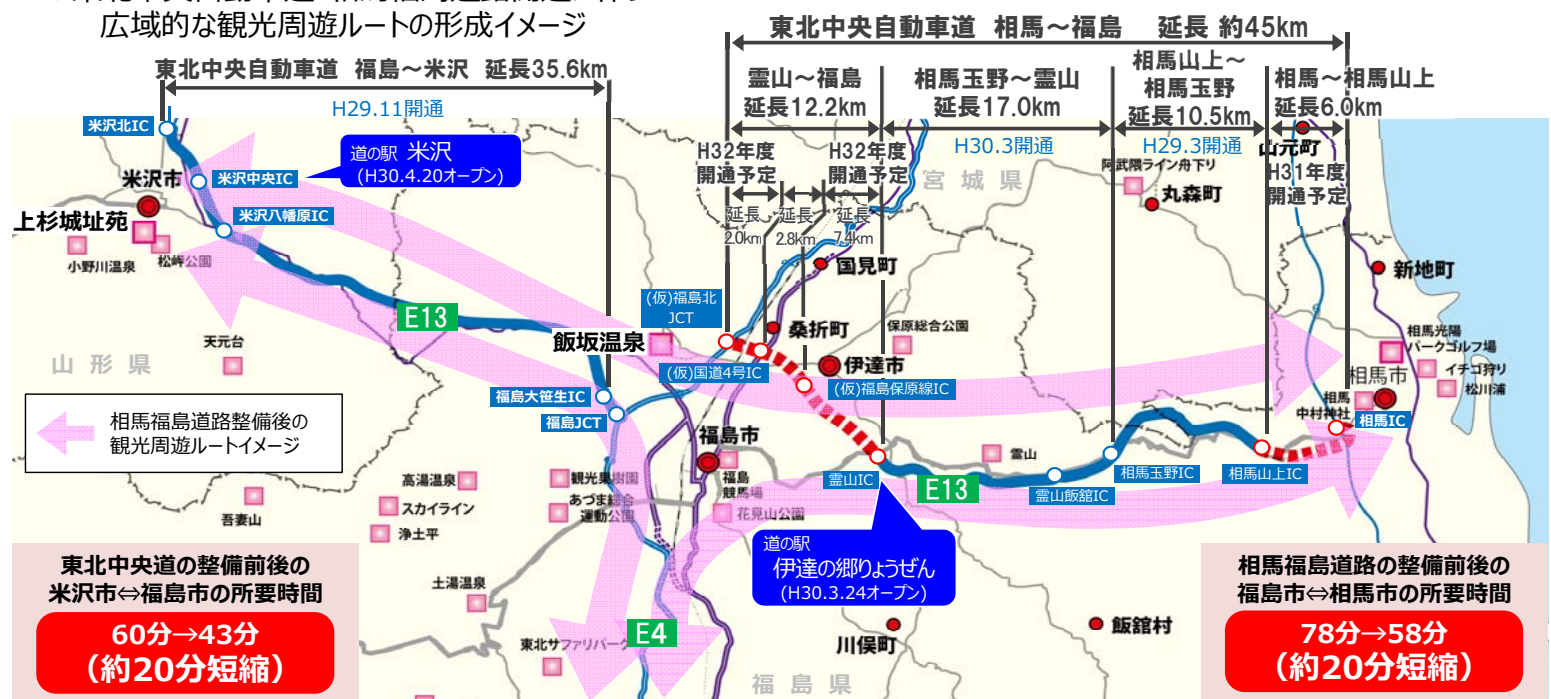 広域的な観光周遊ルートの形成イメージ
東北中央自動車道 相馬～福島 延長 約45km
東北中央自動車道 福島～米沢 延長35.6km
H29.11開通
霊山～福島
延長12.2km
相馬玉野～霊山
延長17.0km
H30.3開通
相馬山上～
相馬玉野
延長10.5km
H29.3開通
相馬～相馬山上
延長6.0km
H31年度
開通予定
H32年度
開通予定
H32年度
開通予定
延長
2.0km
延長
2.8km
延長
7.4km
米沢北IC
道の駅 米沢
(H30.4.20オープン)
米沢市
米沢中央IC
米沢八幡原IC
上杉城址苑
小野川温泉
松岬公園
宮城県
阿武隈ライン舟下り
丸森町
山元町
新地町
国見町
桑折町
(仮)福島北
JCT
E13
飯坂温泉
(仮)国道4号IC
保原総合公園
伊達市
(仮)福島保原線IC
相馬光陽
パークゴルフ場
イチゴ狩り
松川浦
相馬市
相馬
中村神社
相馬IC
天元台
山形県
福島大笹生IC
福島JCT
相馬福島道路整備後の
観光周遊ルートイメージ
福島市
福島
競馬場
花見山公園
霊山IC
E13
霊山
霊山飯舘IC
相馬玉野IC
相馬山上IC
高湯温泉
スカイライン
浄土平
吾妻山
観光果樹園
あづま総合
運動公園
土湯温泉
東北サファリパーク
E4
道の駅
伊達の郷りょうぜん
(H30.3.24オープン)
川俣町
飯舘村
福島県
東北中央道の整備前後の
米沢市⇔福島市の所要時間
60分→43分
（約20分短縮）
相馬福島道路の整備前後の
福島市⇔相馬市の所要時間
78分→58分
（約20分短縮）